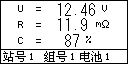 U = 12.46 V
R = 11.9 mΩ
C = 87 %
站号1 组号1 电池1